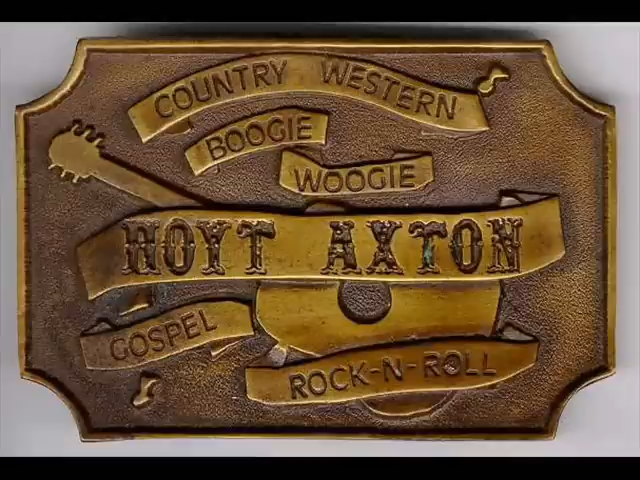 COUNTRY WESTERN
BOOGIE
WOOGIE
HOYT AXTON
GOSPEL
ROCK-N-ROLL